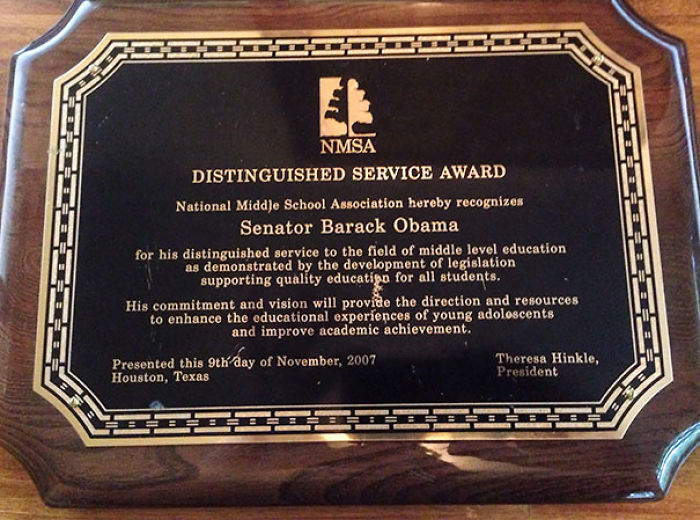 NMSA
DISTINGUISHED SERVICE AWARD
National Middle School Association hereby recognizes
Senator Barack Obama
for his distinguished service to the field of middle level education
as demonstrated by the development of legislation
supporting quality education for all students.
His commitment and vision will provide the direction and resources
to enhance the educational experiences of young adolescents
and improve academic achievement.
Presented this 9th day of November, 2007
Houston, Texas
Theresa Hinkle,
President